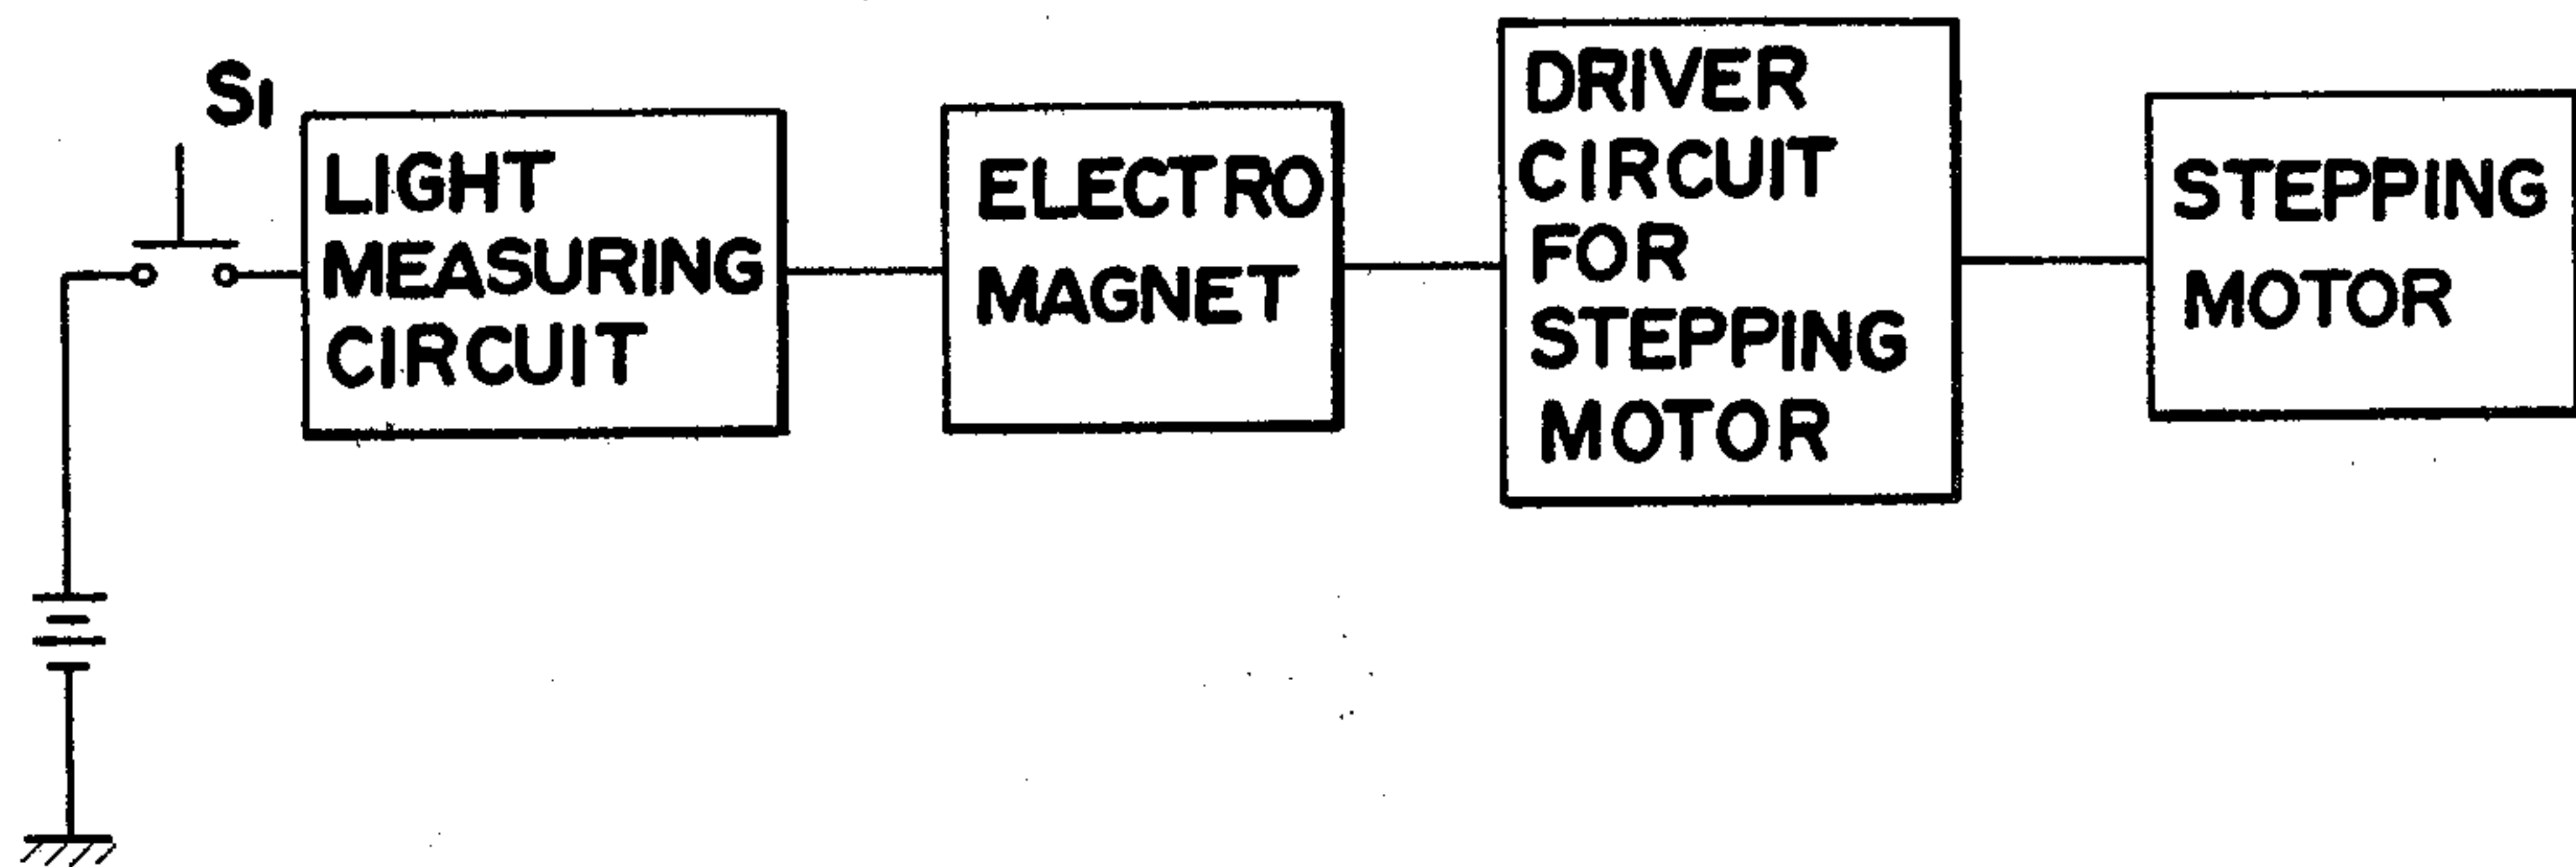 S1
LIGHT
MEASURING
CIRCUIT
ELECTRO
MAGNET
DRIVER
CIRCUIT
FOR
STEPPING
MOTOR
STEPPING
MOTOR